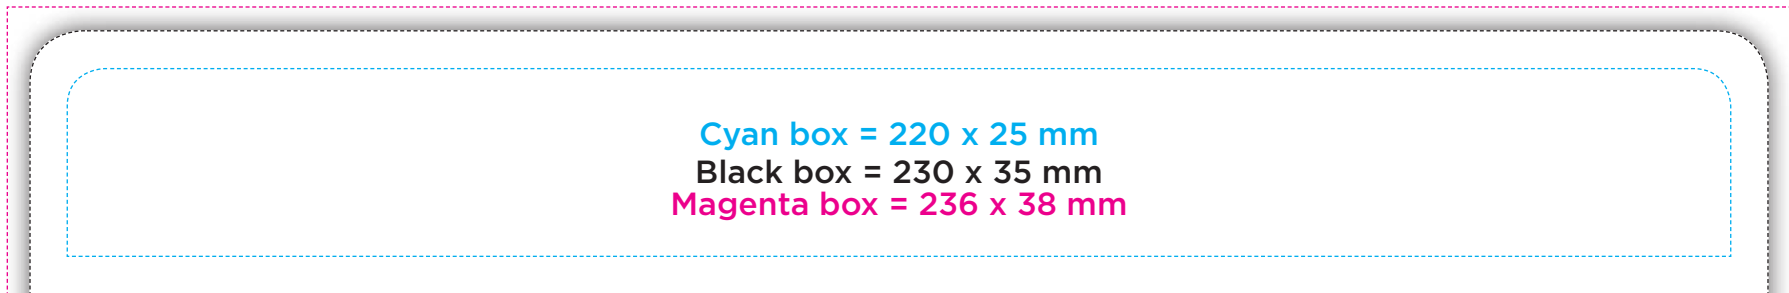 Cyan box = 220 x 25 mm
Black box = 230 x 35 mm
Magenta box = 236 x 38 mm